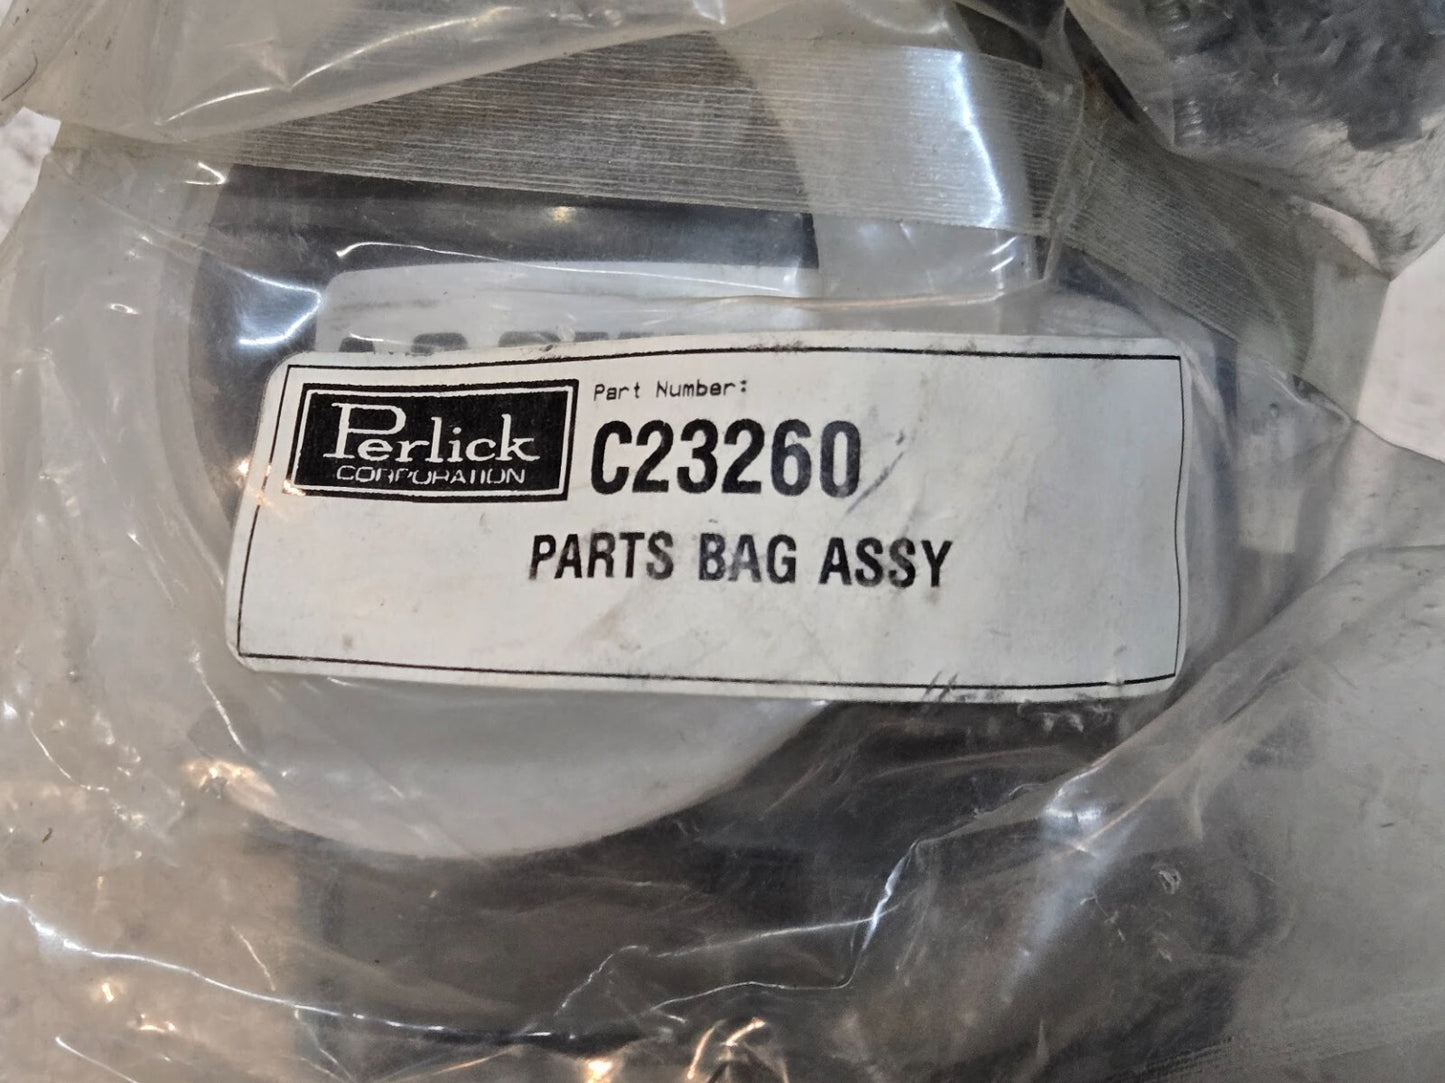 Perlick
CORPORATION
Part Number:
C23260
PARTS BAG ASSY